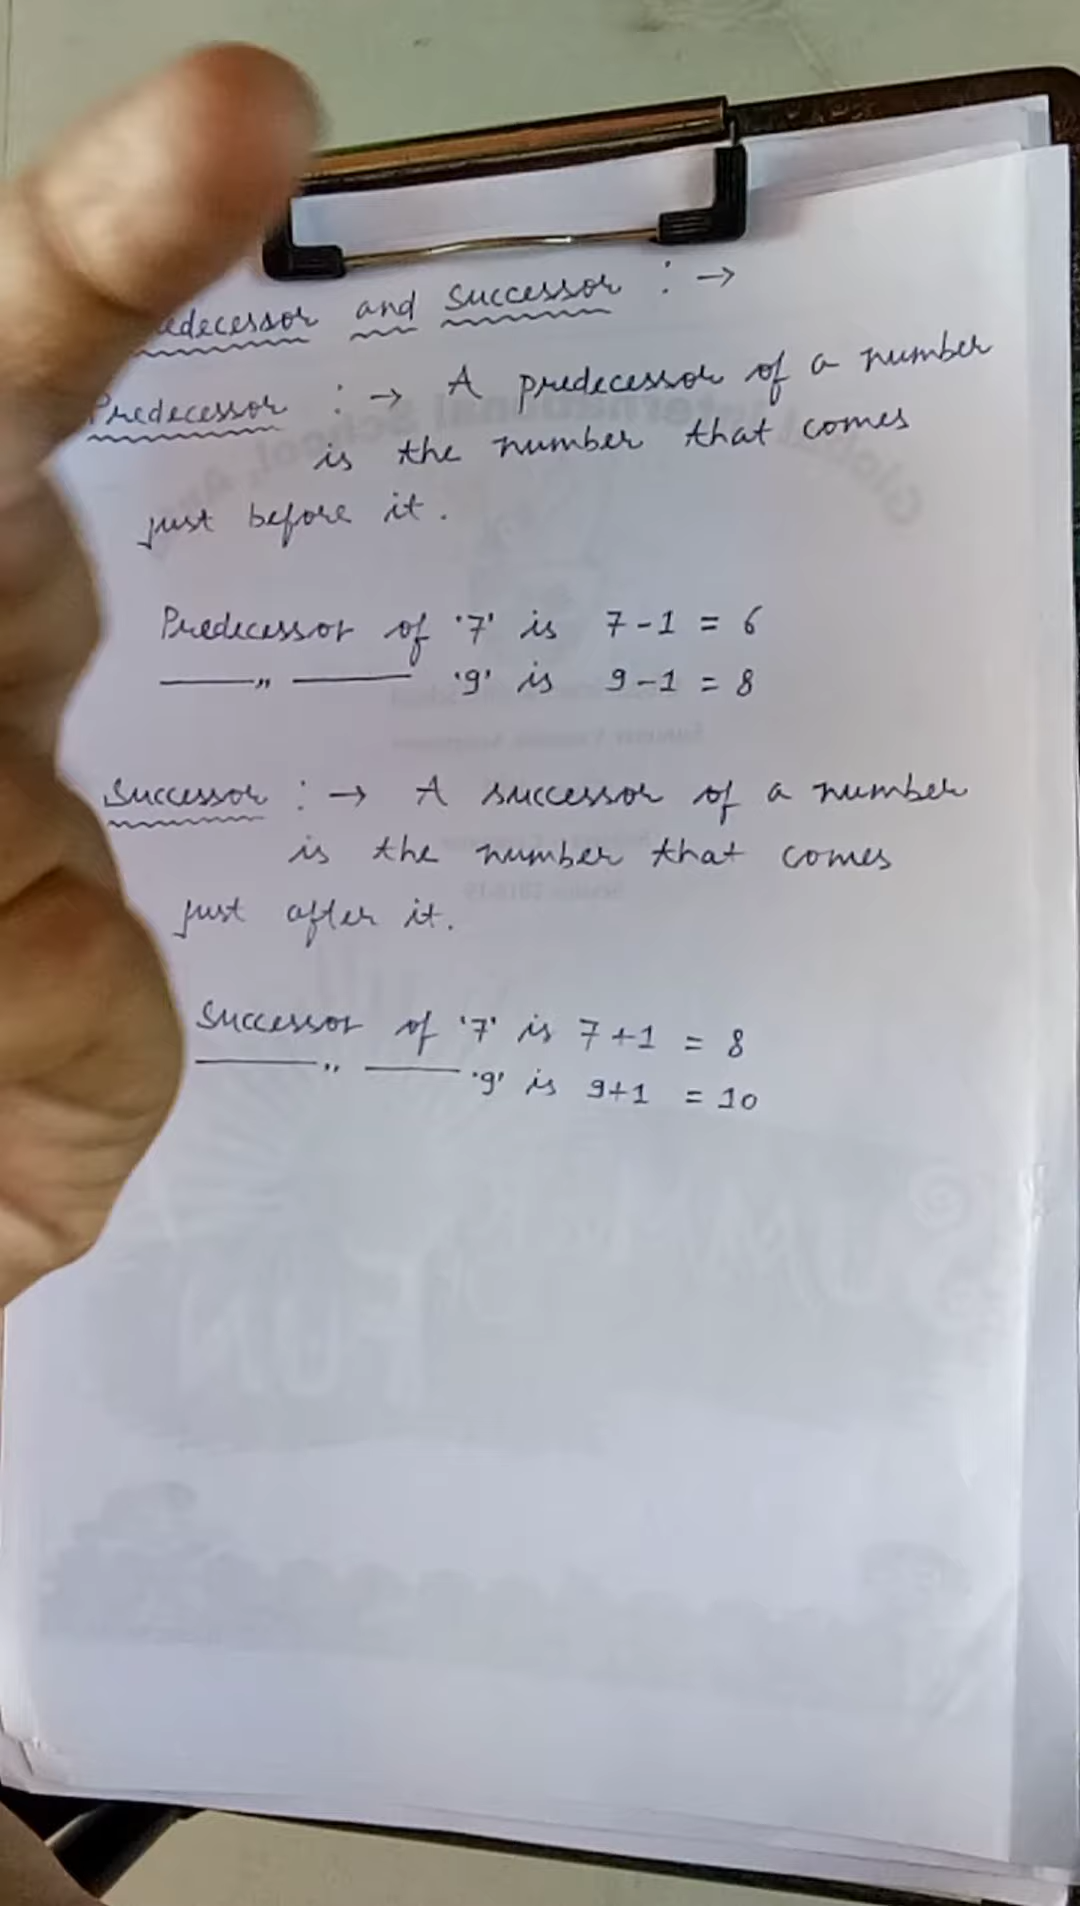 edecessor and Successor : →
Predecessor : → A predecessor of a number
is the number that comes
just before it.
Predecessor of '7' is 7-1 = 6
—〃— '9' is 9-1 = 8
Successor : → A successor of a number
is the number that comes
just after it.
Successor of '7' is 7+1 = 8
—〃— '9' is 9+1 = 10